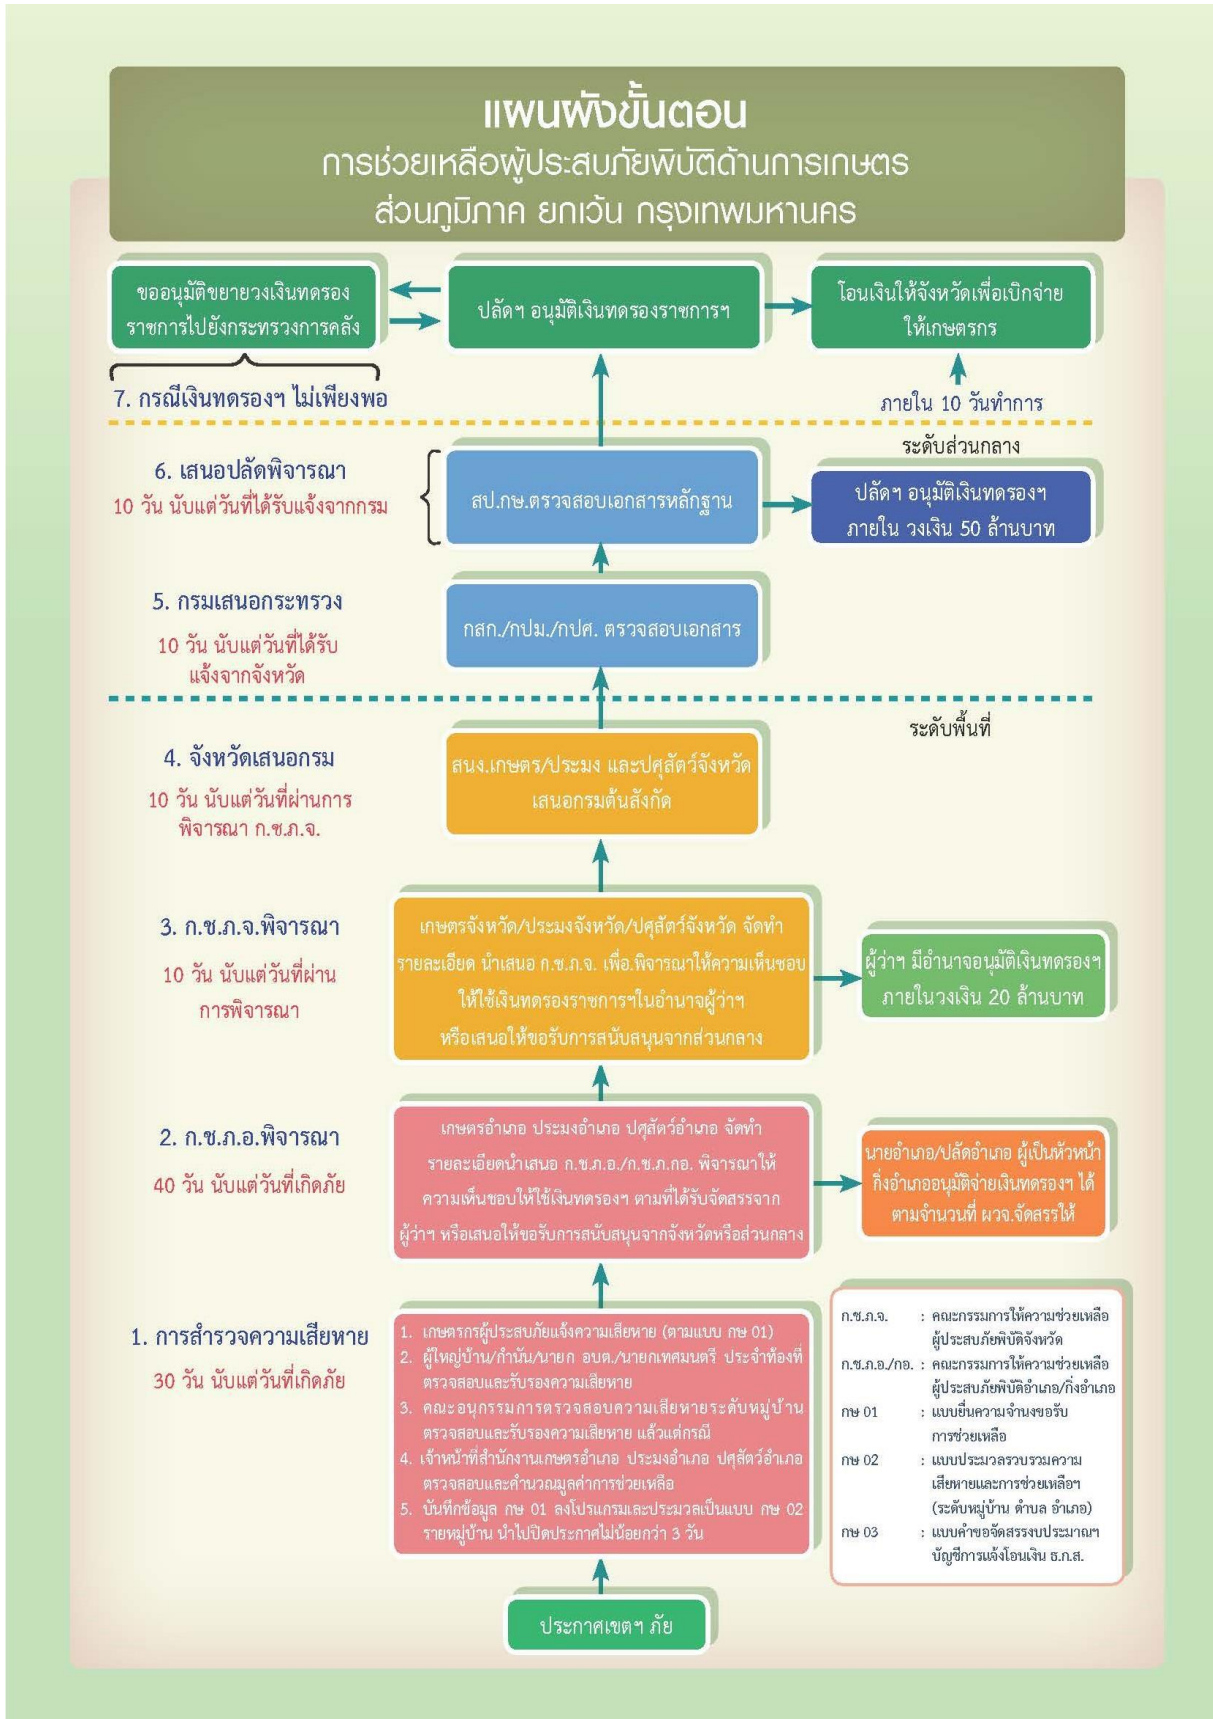 แผนผังขั้นตอน
การช่วยเหลือผู้ประสบภัยพิบัติด้านการเกษตร
ส่วนภูมิภาค ยกเว้น กรุงเทพมหานคร
ขออนุมัติขยายวงเงินทดรอง
ราชการไปยังกระทรวงการคลัง
ปลัดฯ อนุมัติเงินทดรองราชการฯ
โอนเงินให้จังหวัดเพื่อเบิกจ่าย
ให้เกษตรกร
7. กรณีเงินทดรองฯ ไม่เพียงพอ
ภายใน 10 วันทำการ
ระดับส่วนกลาง
6. เสนอปลัดพิจารณา
10 วัน นับแต่วันที่ได้รับแจ้งจากกรม
สป.กษ.ตรวจสอบเอกสารหลักฐาน
ปลัดฯ อนุมัติเงินทดรองฯ
ภายใน วงเงิน 50 ล้านบาท
5. กรมเสนอกระทรวง
10 วัน นับแต่วันที่ได้รับ
แจ้งจากจังหวัด
กสก./กปม./กปศ. ตรวจสอบเอกสาร
ระดับพื้นที่
4. จังหวัดเสนอกรม
10 วัน นับแต่วันที่ผ่านการ
พิจารณา ก.ช.ภ.จ.
สนง.เกษตร/ประมง และปศุสัตว์จังหวัด
เสนอกรมต้นสังกัด
3. ก.ช.ภ.จ.พิจารณา
10 วัน นับแต่วันที่ผ่าน
การพิจารณา
เกษตรจังหวัด/ประมงจังหวัด/ปศุสัตว์จังหวัด จัดทำ
รายละเอียด นำเสนอ ก.ช.ภ.จ. เพื่อ.พิจารณาให้ความเห็นชอบ
ให้ใช้เงินทดรองราชการฯในอำนาจผู้ว่าฯ
หรือเสนอให้ขอรับการสนับสนุนจากส่วนกลาง
ผู้ว่าฯ มีอำนาจอนุมัติเงินทดรองฯ
ภายในวงเงิน 20 ล้านบาท
2. ก.ช.ภ.อ.พิจารณา
40 วัน นับแต่วันที่เกิดภัย
เกษตรอำเภอ ประมงอำเภอ ปศุสัตว์อำเภอ จัดทำ
รายละเอียดนำเสนอ ก.ช.ภ.อ./ก.ช.ภ.กอ. พิจารณาให้
ความเห็นชอบให้ใช้เงินทดรองฯ ตามที่ได้รับจัดสรรจาก
ผู้ว่าฯ หรือเสนอให้ขอรับการสนับสนุนจากจังหวัดหรือส่วนกลาง
นายอำเภอ/ปลัดอำเภอ ผู้เป็นหัวหน้า
กิ่งอำเภออนุมัติจ่ายเงินทดรองฯ ได้
ตามจำนวนที่ ผวจ.จัดสรรให้
1. การสำรวจความเสียหาย
30 วัน นับแต่วันที่เกิดภัย
1. เกษตรกรผู้ประสบภัยแจ้งความเสียหาย (ตามแบบ กษ 01)
2. ผู้ใหญ่บ้าน/กำนัน/นายก อบต./นายกเทศมนตรี ประจำท้องที่
ตรวจสอบและรับรองความเสียหาย
3. คณะอนุกรรมการตรวจสอบความเสียหายระดับหมู่บ้าน
ตรวจสอบและรับรองความเสียหาย แล้วแต่กรณี
4. เจ้าหน้าที่สำนักงานเกษตรอำเภอ ประมงอำเภอ ปศุสัตว์อำเภอ
ตรวจสอบและคำนวณมูลค่าการช่วยเหลือ
5. บันทึกข้อมูล กษ 01 ลงโปรแกรมและประมวลเป็นแบบ กษ 02
รายหมู่บ้าน นำไปปิดประกาศไม่น้อยกว่า 3 วัน
ก.ช.ภ.จ. : คณะกรรมการให้ความช่วยเหลือ
ผู้ประสบภัยพิบัติจังหวัด
ก.ช.ภ.อ./กอ. : คณะกรรมการให้ความช่วยเหลือ
ผู้ประสบภัยพิบัติอำเภอ/กิ่งอำเภอ
กษ 01 : แบบยื่นความจำนงขอรับ
การช่วยเหลือ
กษ 02 : แบบประมวลรวบรวมความ
เสียหายและการช่วยเหลือฯ
(ระดับหมู่บ้าน ตำบล อำเภอ)
กษ 03 : แบบคำขอจัดสรรงบประมาณฯ
บัญชีการแจ้งโอนเงิน ธ.ก.ส.
ประกาศเขตฯ ภัย